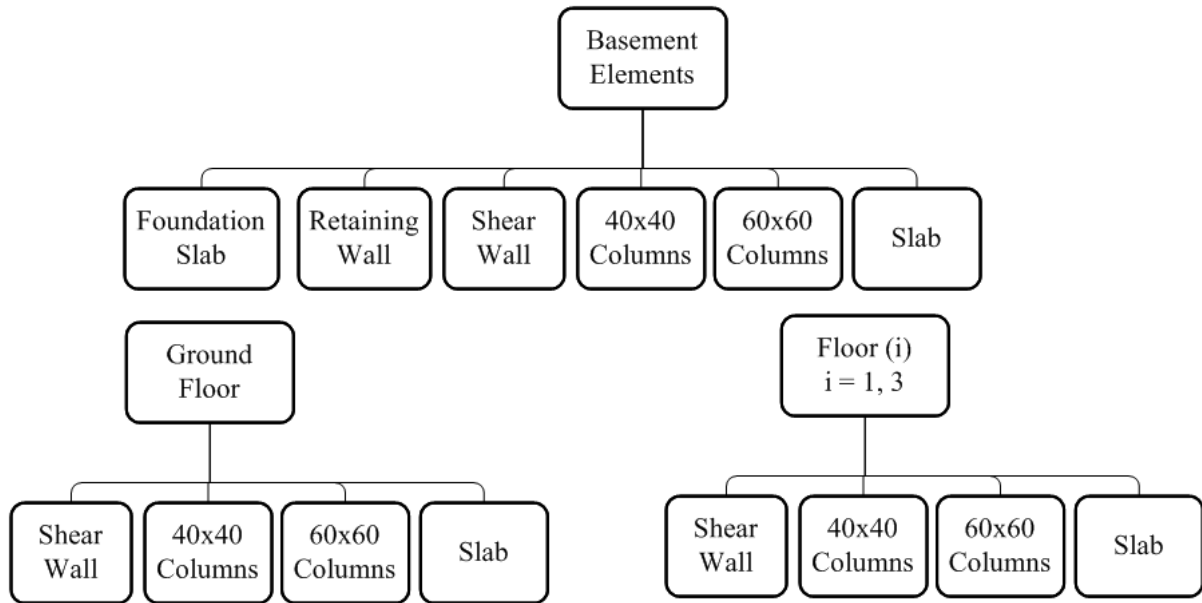 Basement
Elements
Foundation
Slab
Retaining
Wall
Shear
Wall
40x40
Columns
60x60
Columns
Slab
Ground
Floor
Shear
Wall
40x40
Columns
60x60
Columns
Slab
Floor (i)
i = 1, 3
Shear
Wall
40x40
Columns
60x60
Columns
Slab